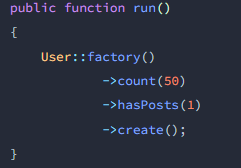 public function run()
{
User::factory()
->count(50)
->hasPosts(1)
->create();
}